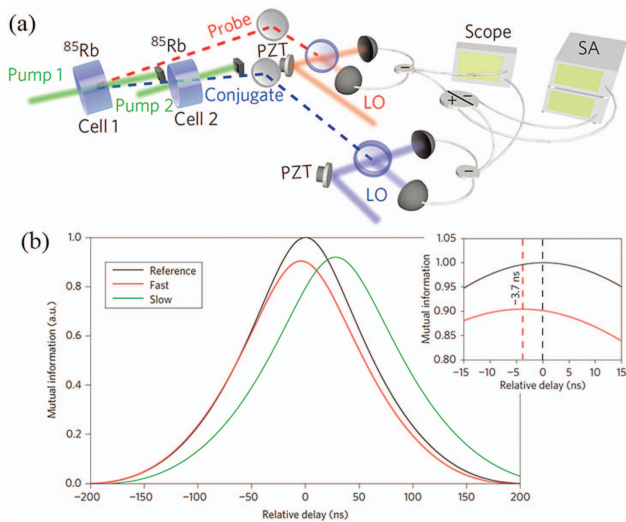 (a)
Probe
85Rb
85Rb
PZT
Scope
SA
Pump 1
LO
Pump 2
Conjugate
Cell 1
Cell 2
PZT
LO
− + − −
(b)
Mutual information (a.u.)
1.0
0.8
0.6
0.4
0.2
0.0
Reference
Fast
Slow
−200 −150 −100 −50 0 50 100 150 200
Relative delay (ns)
Mutual information
1.05
1.00
0.95
0.90
0.85
0.80
−3.7 ns
−15 −10 −5 0 5 10 15
Relative delay (ns)